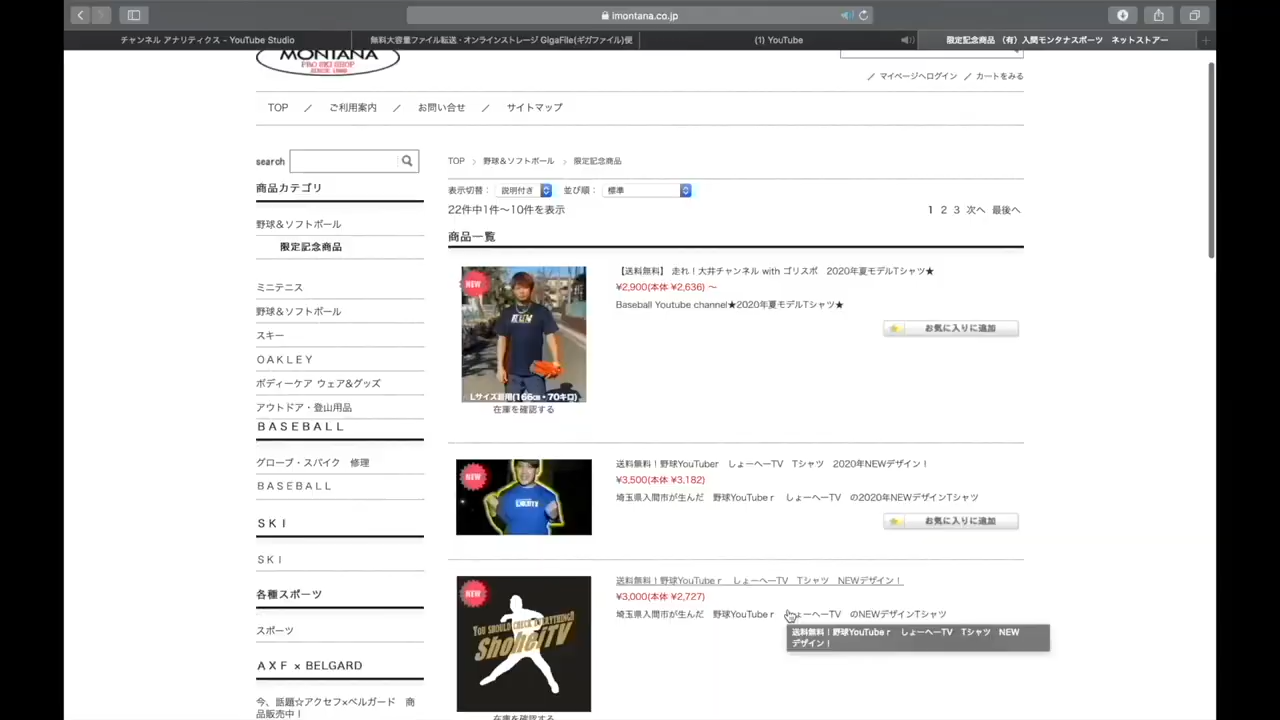 imontana.co.jp
チャンネル アナリティクス - YouTube Studio
無料大容量ファイル転送・オンラインストレージ GigaFile(ギガファイル)便
(1) YouTube
限定記念商品 （有）入間モンタナスポーツ　ネットストアー
MONTANA
PRO SKI SHOP
マイページへログイン
カートをみる
TOP ／ ご利用案内 ／ お問い合せ ／ サイトマップ
search
商品カテゴリ
野球＆ソフトボール
限定記念商品
ミニテニス
野球＆ソフトボール
スキー
ＯＡＫＬＥＹ
ボディーケア ウェア&グッズ
アウトドア・登山用品
ＢＡＳＥＢＡＬＬ
グローブ・スパイク　修理
ＢＡＳＥＢＡＬＬ
ＳＫＩ
ＳＫＩ
各種スポーツ
スポーツ
ＡＸＦ × BELGARD
今、話題☆アクセフ×ベルガード　商
品販売中！
TOP > 野球＆ソフトボール > 限定記念商品
表示切替： 説明付き 並び順： 標準
22件中1件〜10件を表示
1 2 3 次へ 最後へ
商品一覧
NEW
Lサイズ着用(166㎝・70キロ)
在庫を確認する
【送料無料】 走れ！大井チャンネル with ゴリスポ　2020年夏モデルTシャツ★
¥2,900(本体 ¥2,636) 〜
Baseball Youtube channel★2020年夏モデルTシャツ★
お気に入りに追加
NEW
送料無料！野球YouTuber　しょーへーTV　Tシャツ　2020年NEWデザイン！
¥3,500(本体 ¥3,182)
埼玉県入間市が生んだ　野球YouTubeｒ　しょーへーTV　の2020年NEWデザインTシャツ
お気に入りに追加
NEW
YOU SHOULD CHECK EVERYTHING!!
ShoheiTV
在庫を確認する
送料無料！野球YouTubeｒ　しょーへーTV　Tシャツ　NEWデザイン！
¥3,000(本体 ¥2,727)
埼玉県入間市が生んだ　野球YouTubeｒ　しょーへーTV　のNEWデザインTシャツ
送料無料！野球YouTubeｒ　しょーへーTV　Tシャツ　NEW
デザイン！